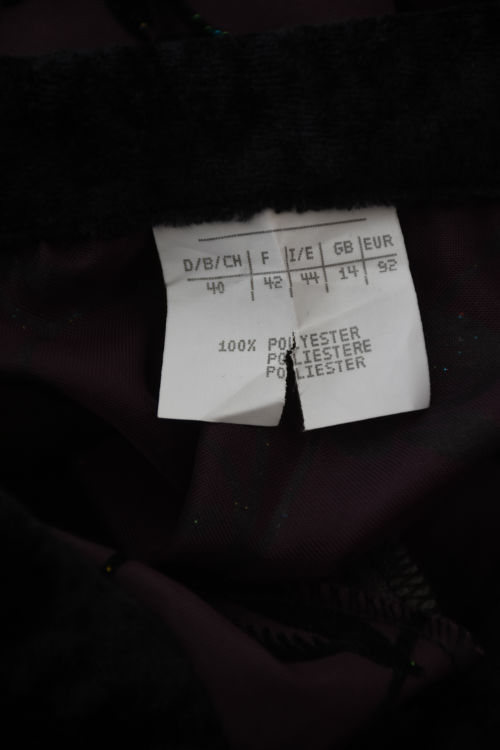 D/B/CH F I/E GB EUR
40 42 44 14 92
100% POLYESTER
POLIESTERE
POLIESTER